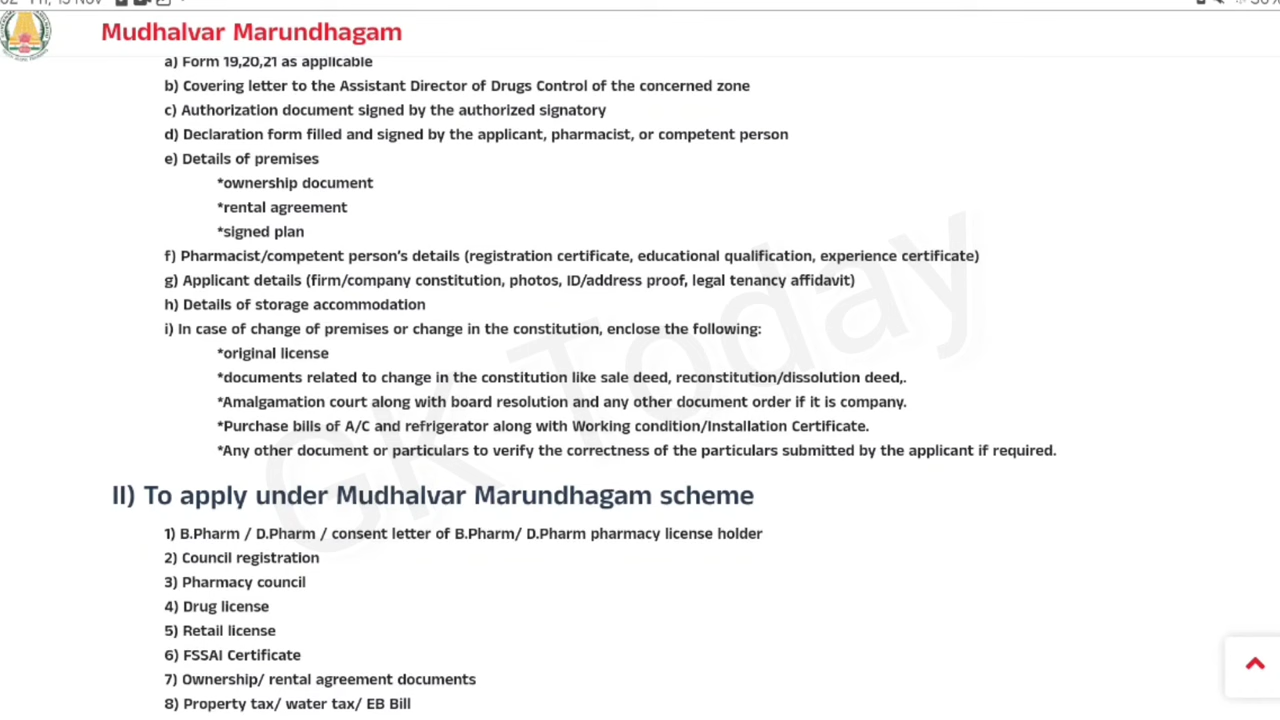 Mudhalvar Marundhagam
a) Form 19,20,21 as applicable
b) Covering letter to the Assistant Director of Drugs Control of the concerned zone
c) Authorization document signed by the authorized signatory
d) Declaration form filled and signed by the applicant, pharmacist, or competent person
e) Details of premises
*ownership document
*rental agreement
*signed plan
f) Pharmacist/competent person's details (registration certificate, educational qualification, experience certificate)
g) Applicant details (firm/company constitution, photos, ID/address proof, legal tenancy affidavit)
h) Details of storage accommodation
i) In case of change of premises or change in the constitution, enclose the following:
*original license
*documents related to change in the constitution like sale deed, reconstitution/dissolution deed,.
*Amalgamation court along with board resolution and any other document order if it is company.
*Purchase bills of A/C and refrigerator along with Working condition/Installation Certificate.
*Any other document or particulars to verify the correctness of the particulars submitted by the applicant if required.
GK Today
II) To apply under Mudhalvar Marundhagam scheme
1) B.Pharm / D.Pharm / consent letter of B.Pharm/ D.Pharm pharmacy license holder
2) Council registration
3) Pharmacy council
4) Drug license
5) Retail license
6) FSSAI Certificate
7) Ownership/ rental agreement documents
8) Property tax/ water tax/ EB Bill